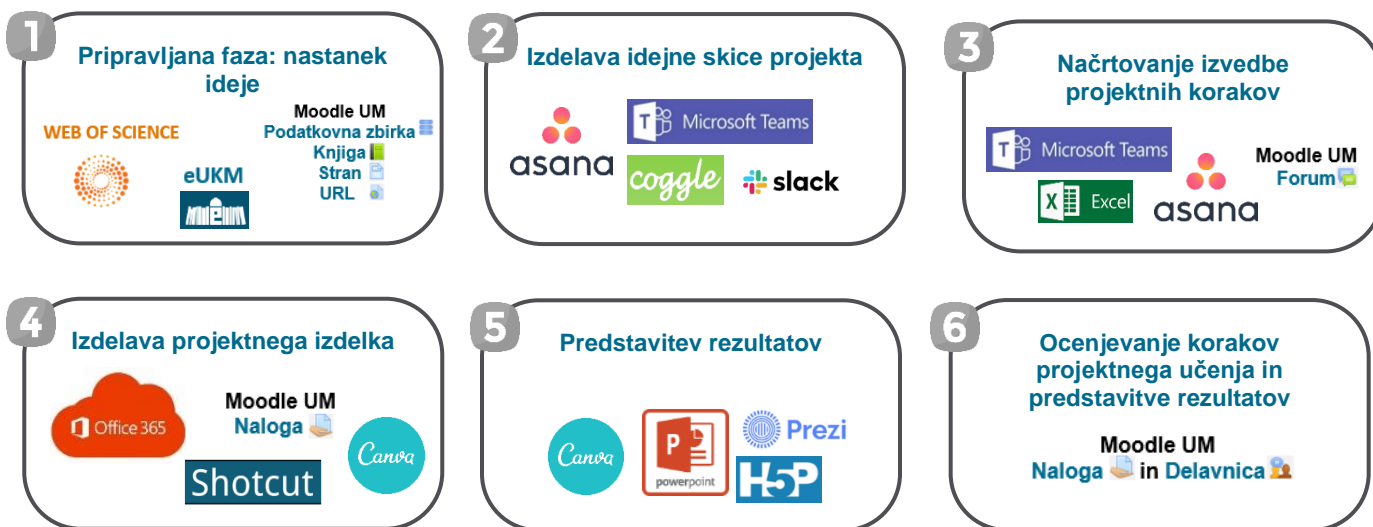 1
Pripravljana faza: nastanek
ideje
WEB OF SCIENCE
eUKM
Moodle UM
Podatkovna zbirka
Knjiga
Stran
URL
2
Izdelava idejne skice projekta
asana
Microsoft Teams
coggle
slack
3
Načrtovanje izvedbe
projektnih korakov
Microsoft Teams
Excel
asana
Moodle UM
Forum
4
Izdelava projektnega izdelka
Office 365
Moodle UM
Naloga
Shotcut
Canva
5
Predstavitev rezultatov
Canva
powerpoint
Prezi
H5P
6
Ocenjevanje korakov
projektnega učenja in
predstavitve rezultatov
Moodle UM
Naloga in Delavnica